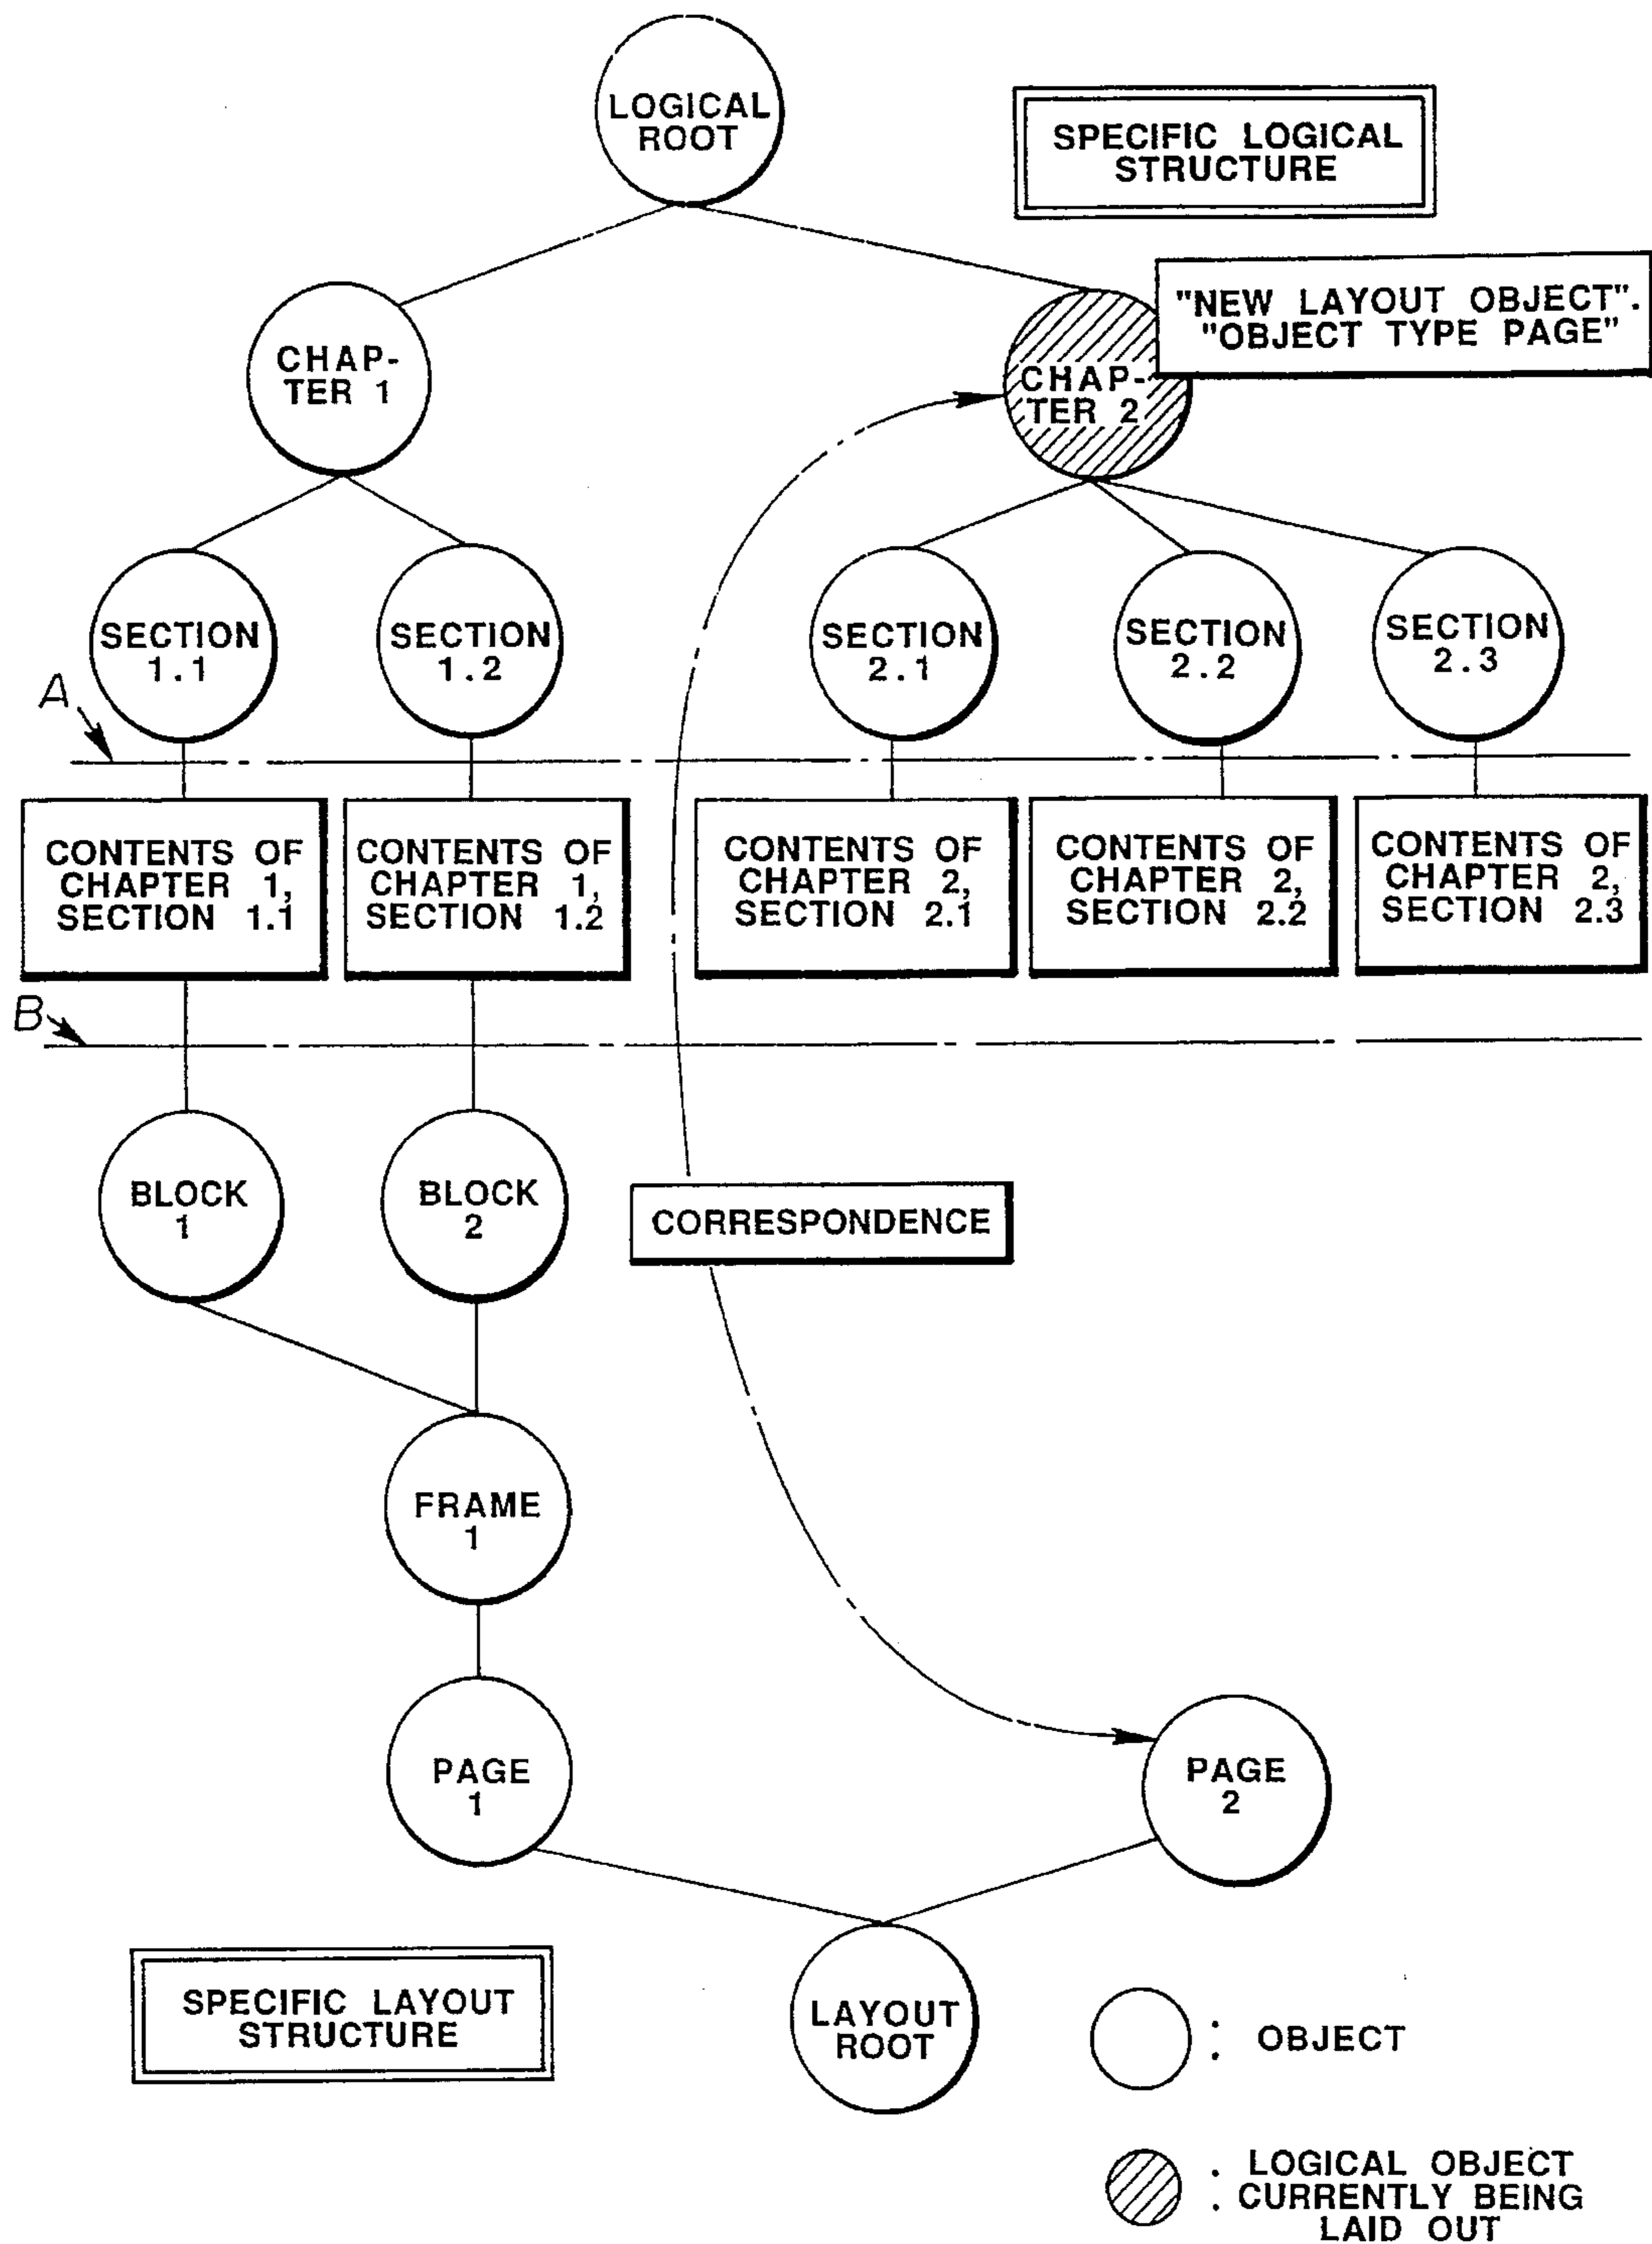 LOGICAL
ROOT
SPECIFIC LOGICAL
STRUCTURE
"NEW LAYOUT OBJECT".
"OBJECT TYPE PAGE"
CHAP-
TER 1
CHAP-
TER 2
SECTION
1.1
SECTION
1.2
SECTION
2.1
SECTION
2.2
SECTION
2.3
A
CONTENTS OF
CHAPTER 1,
SECTION 1.1
CONTENTS OF
CHAPTER 1,
SECTION 1.2
CONTENTS OF
CHAPTER 2,
SECTION 2.1
CONTENTS OF
CHAPTER 2,
SECTION 2.2
CONTENTS OF
CHAPTER 2,
SECTION 2.3
B
BLOCK
1
BLOCK
2
CORRESPONDENCE
FRAME
1
PAGE
1
PAGE
2
SPECIFIC LAYOUT
STRUCTURE
LAYOUT
ROOT
: OBJECT
: LOGICAL OBJECT
CURRENTLY BEING
LAID OUT